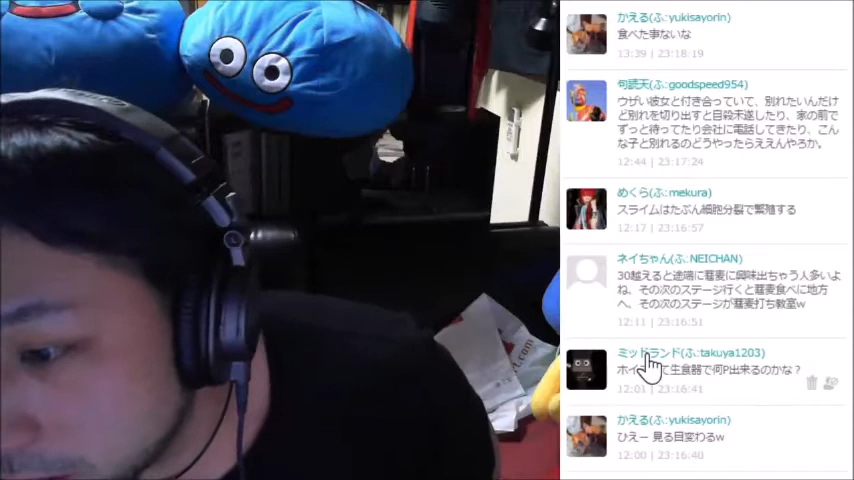 かえる(ふ:yukisayorin)
食べた事ないな
13:39 | 23:18:19
句読天(ふ:goodspeed954)
ウザい彼女と付き合っていて、別れたいんだけ
ど別れを切り出すと自殺未遂したり、家の前で
ずっと待ってたり会社に電話してきたり、こん
な子と別れるのどうやったらええんやろか。
12:44 | 23:17:24
めくら(ふ:mekura)
スライムはたぶん細胞分裂で繁殖する
12:17 | 23:16:57
ネイちゃん(ふ:NEICHAN)
30越えると途端に蕎麦に興味出ちゃう人多いよ
ね、その次のステージ行くと蕎麦食べに地方
へ、その次のステージが蕎麦打ち教室w
12:11 | 23:16:51
ミッドランド(ふ:takuya1203)
ホイ て生食器で何P出来るのかな？
12:01 | 23:16:41
かえる(ふ:yukisayorin)
ひえー 見る目変わるw
12:00 | 23:16:40
.com